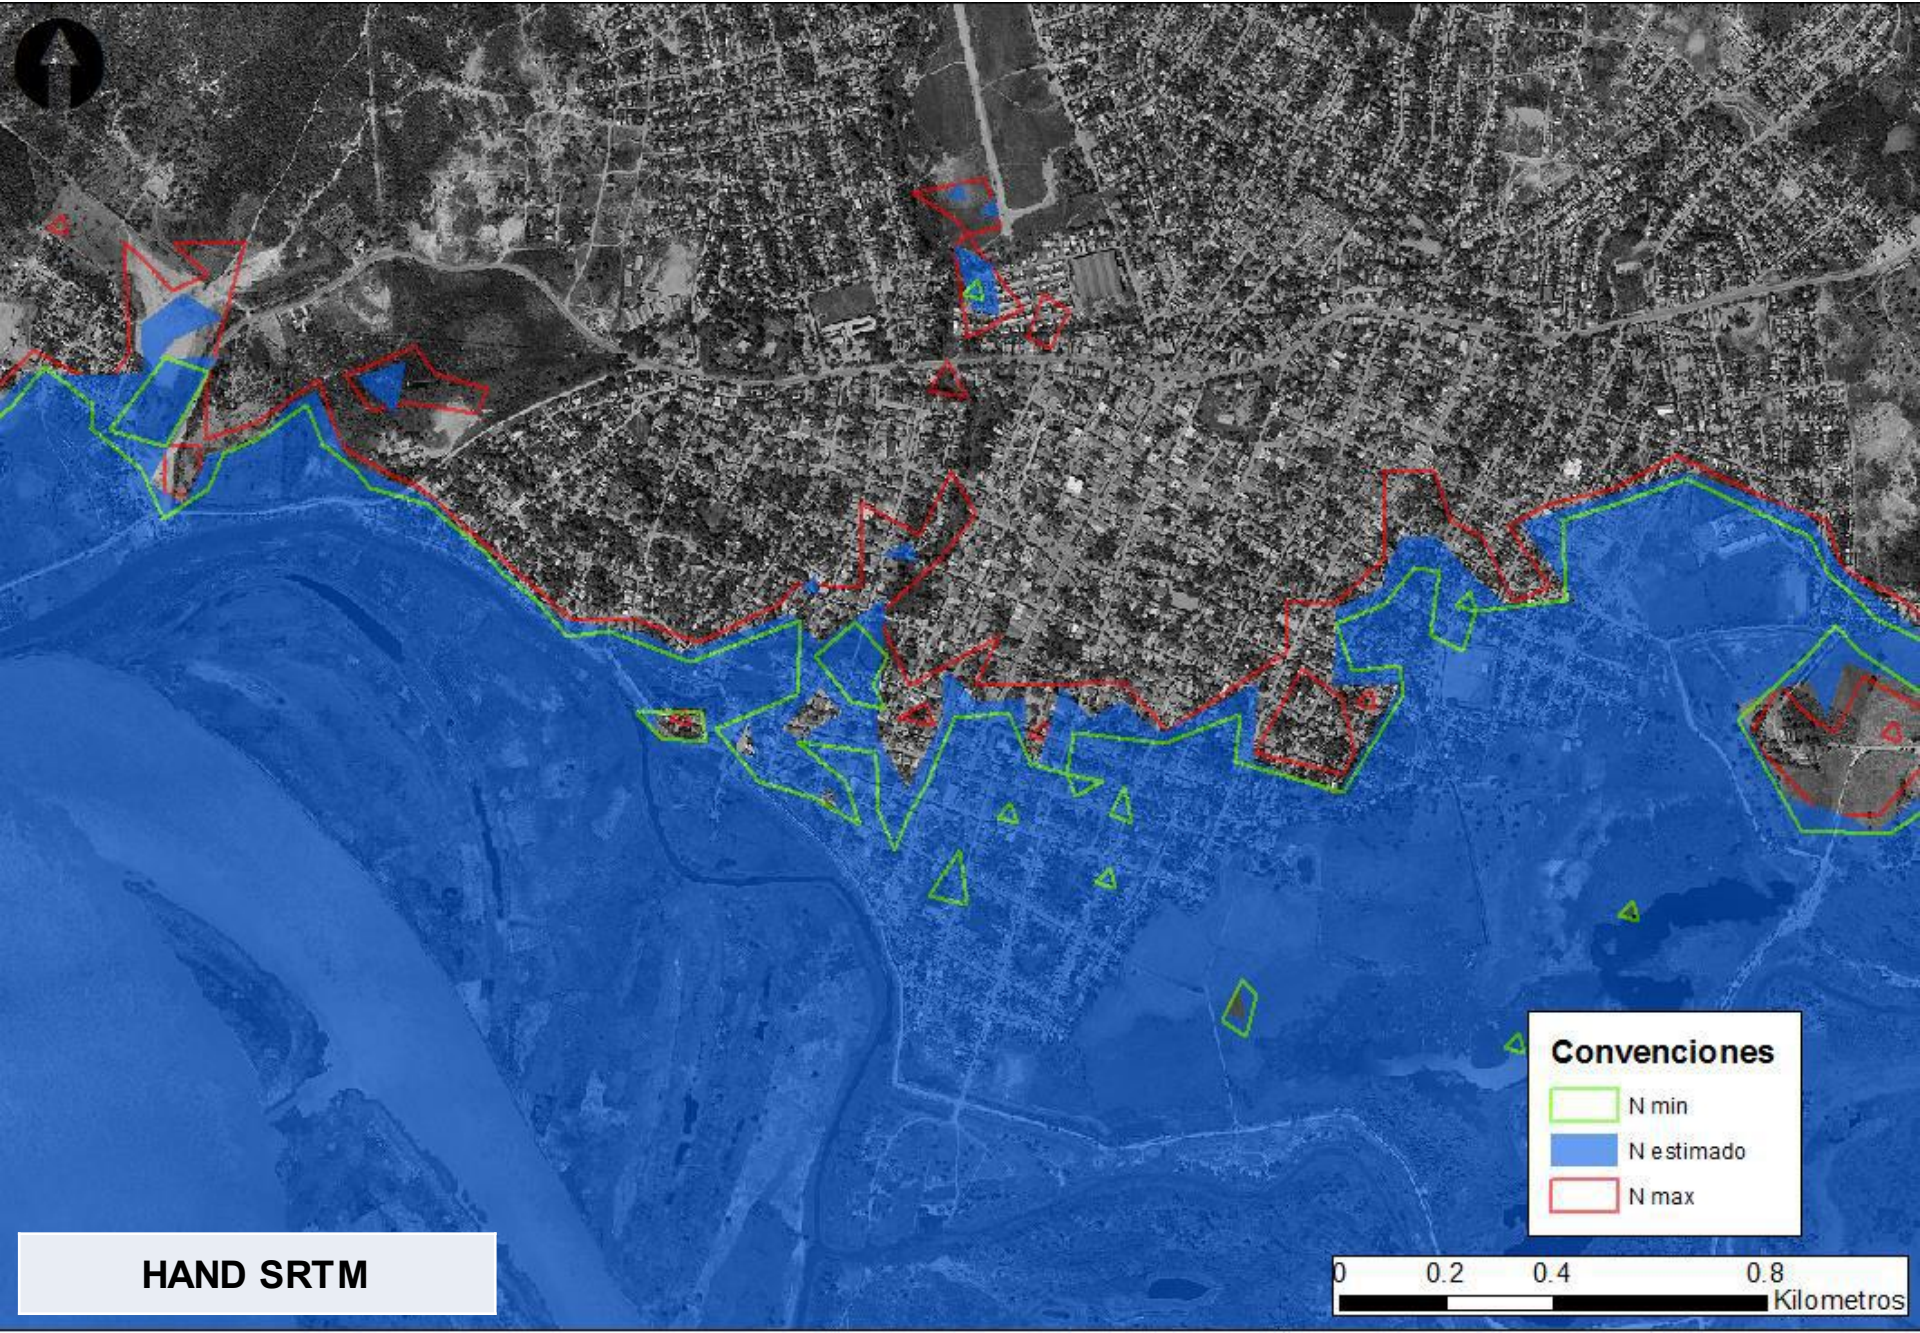 Convenciones
N min
N estimado
N max
HAND SRTM
0 0.2 0.4 0.8
Kilometros